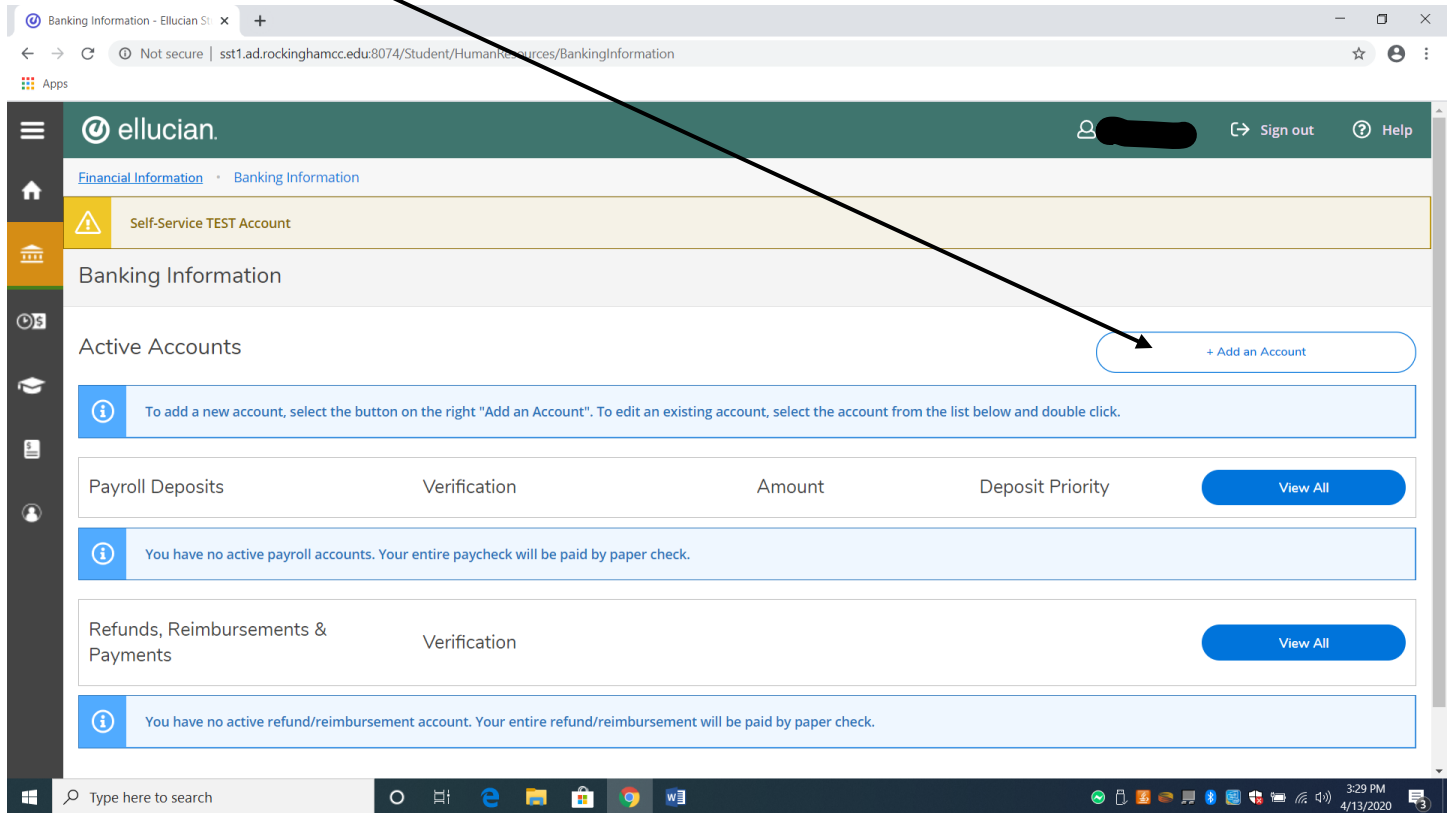 Banking Information - Ellucian St
Not secure | sst1.ad.rockinghamcc.edu:8074/Student/HumanResources/BankingInformation
Apps
ellucian.
Sign out
Help
Financial Information • Banking Information
Self-Service TEST Account
Banking Information
Active Accounts
+ Add an Account
To add a new account, select the button on the right "Add an Account". To edit an existing account, select the account from the list below and double click.
Payroll Deposits Verification Amount Deposit Priority View All
You have no active payroll accounts. Your entire paycheck will be paid by paper check.
Refunds, Reimbursements &
Payments
Verification
View All
You have no active refund/reimbursement account. Your entire refund/reimbursement will be paid by paper check.
Type here to search
3:29 PM
4/13/2020
3